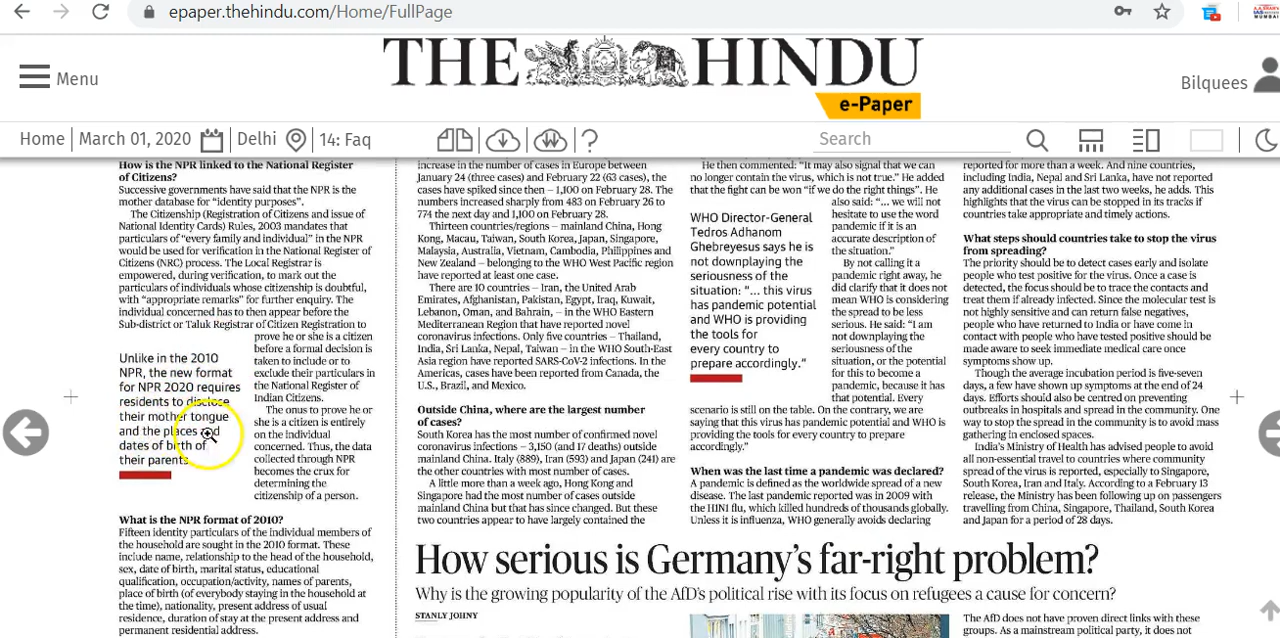 epaper.thehindu.com/Home/FullPage
THE HINDU
e-Paper
Menu
Bilquees
Home | March 01, 2020
Delhi
14: Faq
Search
How is the NPR linked to the National Register
of Citizens?
Successive governments have said that the NPR is the
mother database for "identity purposes".
The Citizenship (Registration of Citizens and issue of
National Identity Cards) Rules, 2003 mandates that
particulars of "every family and individual" in the NPR
would be used for verification in the National Register of
Citizens (NRC) process. The Local Registrar is
empowered, during verification, to mark out the
particulars of individuals whose citizenship is doubtful,
with "appropriate remarks" for further enquiry. The
individual concerned has to then appear before the
Sub-district or Taluk Registrar of Citizen Registration to
prove he or she is a citizen
before a formal decision is
taken to include or to
exclude their particulars in
the National Register of
Indian Citizens.
The onus to prove he or
she is a citizen is entirely
on the individual
concerned. Thus, the data
collected through NPR
becomes the crux for
determining the
citizenship of a person.
Unlike in the 2010
NPR, the new format
for NPR 2020 requires
residents to disclose
their mother tongue
and the places and
dates of birth of
their parents
What is the NPR format of 2010?
Fifteen identity particulars of the individual members of
the household are sought in the 2010 format. These
include name, relationship to the head of the household,
sex, date of birth, marital status, educational
qualification, occupation/activity, names of parents,
place of birth (of everybody staying in the household at
the time), nationality, present address of usual
residence, duration of stay at the present address and
permanent residential address.
increase in the number of cases in Europe between
January 24 (three cases) and February 22 (63 cases), the
cases have spiked since then – 1,100 on February 28. The
numbers increased sharply from 483 on February 26 to
774 the next day and 1,100 on February 28.
Thirteen countries/regions – mainland China, Hong
Kong, Macau, Taiwan, South Korea, Japan, Singapore,
Malaysia, Australia, Vietnam, Cambodia, Philippines and
New Zealand – belonging to the WHO West Pacific region
have reported at least one case.
There are 10 countries – Iran, the United Arab
Emirates, Afghanistan, Pakistan, Egypt, Iraq, Kuwait,
Lebanon, Oman, and Bahrain, – in the WHO Eastern
Mediterranean Region that have reported novel
coronavirus infections. Only five countries – Thailand,
India, Sri Lanka, Nepal, Taiwan – in the WHO South-East
Asia region have reported SARS-CoV-2 infections. In the
Americas, cases have been reported from Canada, the
U.S., Brazil, and Mexico.
Outside China, where are the largest number
of cases?
South Korea has the most number of confirmed novel
coronavirus infections – 3,150 (and 17 deaths) outside
mainland China. Italy (889), Iran (593) and Japan (241) are
the other countries with most number of cases.
A little more than a week ago, Hong Kong and
Singapore had the most number of cases outside
mainland China but that has since changed. But these
two countries appear to have largely contained the
He then commented: "It may also signal that we can
no longer contain the virus, which is not true." He added
that the fight can be won "if we do the right things". He
also said: "… we will not
hesitate to use the word
pandemic if it is an
accurate description of
the situation."
By not calling it a
pandemic right away, he
did clarify that it does not
mean WHO is considering
the spread to be less
serious. He said: "I am
not downplaying the
seriousness of the
situation, or the potential
for this to become a
pandemic, because it has
that potential. Every
scenario is still on the table. On the contrary, we are
saying that this virus has pandemic potential and WHO is
providing the tools for every country to prepare
accordingly."
WHO Director-General
Tedros Adhanom
Ghebreyesus says he is
not downplaying the
seriousness of the
situation: "… this virus
has pandemic potential
and WHO is providing
the tools for
every country to
prepare accordingly."
When was the last time a pandemic was declared?
A pandemic is defined as the worldwide spread of a new
disease. The last pandemic reported was in 2009 with
the H1N1 flu, which killed hundreds of thousands globally.
Unless it is influenza, WHO generally avoids declaring
reported for more than a week. And nine countries,
including India, Nepal and Sri Lanka, have not reported
any additional cases in the last two weeks, he adds. This
highlights that the virus can be stopped in its tracks if
countries take appropriate and timely actions.
What steps should countries take to stop the virus
from spreading?
The priority should be to detect cases early and isolate
people who test positive for the virus. Once a case is
detected, the focus should be to trace the contacts and
treat them if already infected. Since the molecular test is
not highly sensitive and can return false negatives,
people who have returned to India or have come in
contact with people who have tested positive should be
made aware to seek immediate medical care once
symptoms show up.
Though the average incubation period is five-seven
days, a few have shown up symptoms at the end of 24
days. Efforts should also be centred on preventing
outbreaks in hospitals and spread in the community. One
way to stop the spread in the community is to avoid mass
gathering in enclosed spaces.
India's Ministry of Health has advised people to avoid
all non-essential travel to countries where community
spread of the virus is reported, especially to Singapore,
South Korea, Iran and Italy. According to a February 13
release, the Ministry has been following up on passengers
travelling from China, Singapore, Thailand, South Korea
and Japan for a period of 28 days.
How serious is Germany's far-right problem?
Why is the growing popularity of the AfD's political rise with its focus on refugees a cause for concern?
STANLY JOHNY
The AfD does not have proven direct links with these
groups. As a mainstream political party, it does not